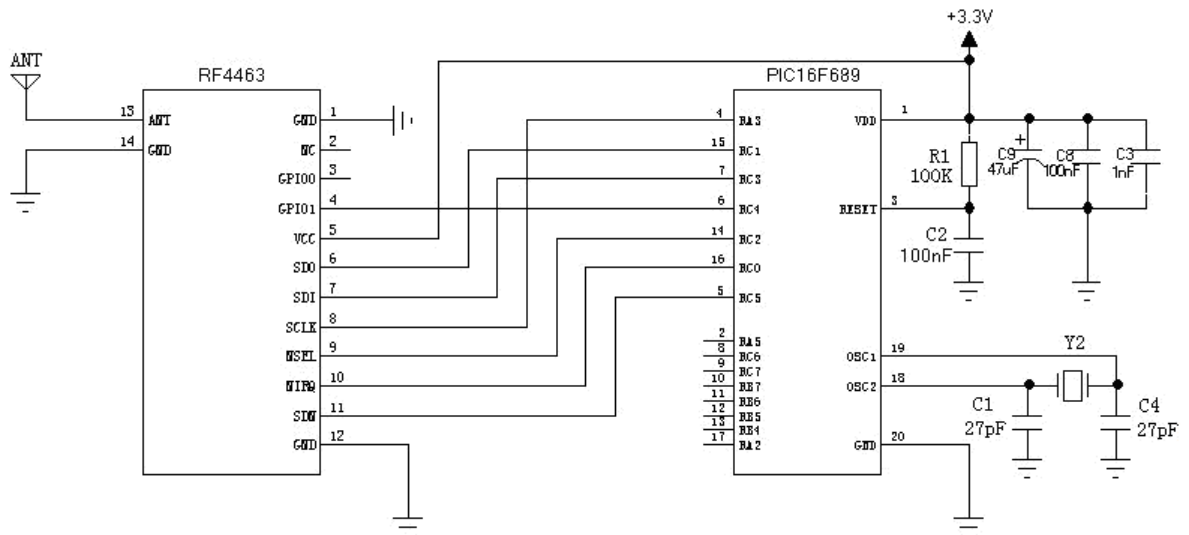 +3.3V
ANT
RF4463
PIC16F689
13 ANT
14 GND
GND 1
NC 2
GPIO0 3
GPIO1 4
VCC 5
SDO 6
SDI 7
SCLK 8
NSEL 9
NIRQ 10
SDN 11
GND 12
4 RA3
15 RC1
7 RC3
6 RC4
14 RC2
16 RC0
5 RC5
2 RA5
8 RC6
9 RC7
10 RB7
11 RB6
12 RB5
13 RB4
17 RA2
VDD 1
RESET 3
OSC1 19
OSC2 18
GND 20
R1
100K
C2
100nF
+
C9
47uF
C8
100nF
C3
1nF
Y2
C1
27pF
C4
27pF